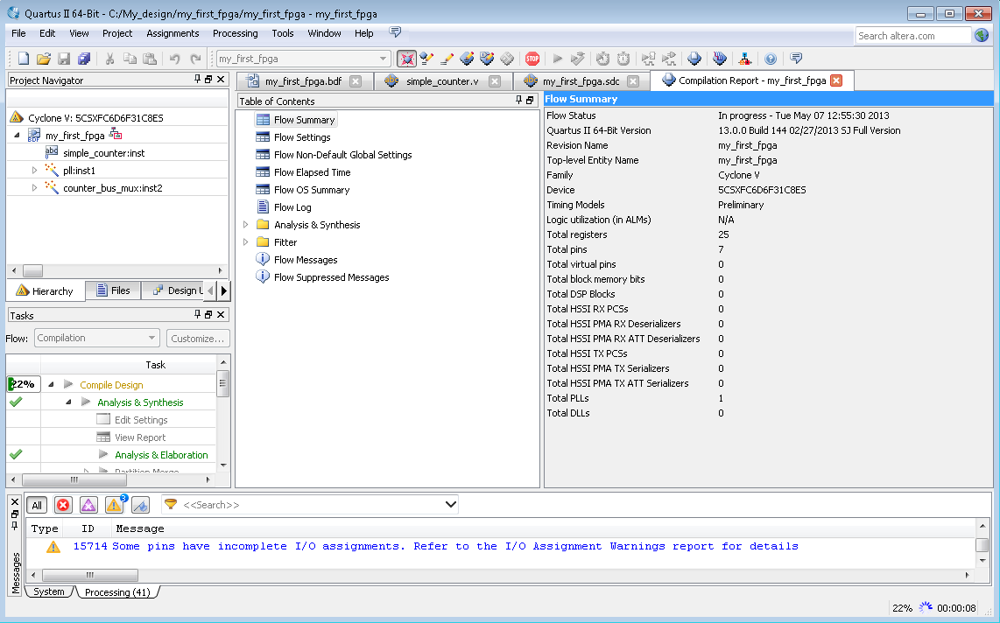 Quartus II 64-Bit - C:/My_design/my_first_fpga/my_first_fpga - my_first_fpga
File Edit View Project Assignments Processing Tools Window Help
Search altera.com
my_first_fpga
STOP
Project Navigator
Cyclone V: 5CSXFC6D6F31C8ES
BDF my_first_fpga
abc simple_counter:inst
pll:inst1
counter_bus_mux:inst2
Hierarchy Files Design U
Tasks
Flow: Compilation Customize...
Task
22% Compile Design
Analysis & Synthesis
Edit Settings
View Report
Analysis & Elaboration
Partition Merge
my_first_fpga.bdf simple_counter.v my_first_fpga.sdc Compilation Report - my_first_fpga
Table of Contents
Flow Summary
Flow Settings
Flow Non-Default Global Settings
Flow Elapsed Time
Flow OS Summary
Flow Log
Analysis & Synthesis
Fitter
Flow Messages
Flow Suppressed Messages
Flow Summary
Flow Status In progress - Tue May 07 12:55:30 2013
Quartus II 64-Bit Version 13.0.0 Build 144 02/27/2013 SJ Full Version
Revision Name my_first_fpga
Top-level Entity Name my_first_fpga
Family Cyclone V
Device 5CSXFC6D6F31C8ES
Timing Models Preliminary
Logic utilization (in ALMs) N/A
Total registers 25
Total pins 7
Total virtual pins 0
Total block memory bits 0
Total DSP Blocks 0
Total HSSI RX PCSs 0
Total HSSI PMA RX Deserializers 0
Total HSSI PMA RX ATT Deserializers 0
Total HSSI TX PCSs 0
Total HSSI PMA TX Serializers 0
Total HSSI PMA TX ATT Serializers 0
Total PLLs 1
Total DLLs 0
Messages
All 3 <<Search>>
Type ID Message
15714 Some pins have incomplete I/O assignments. Refer to the I/O Assignment Warnings report for details
System Processing (41)
22% 00:00:08